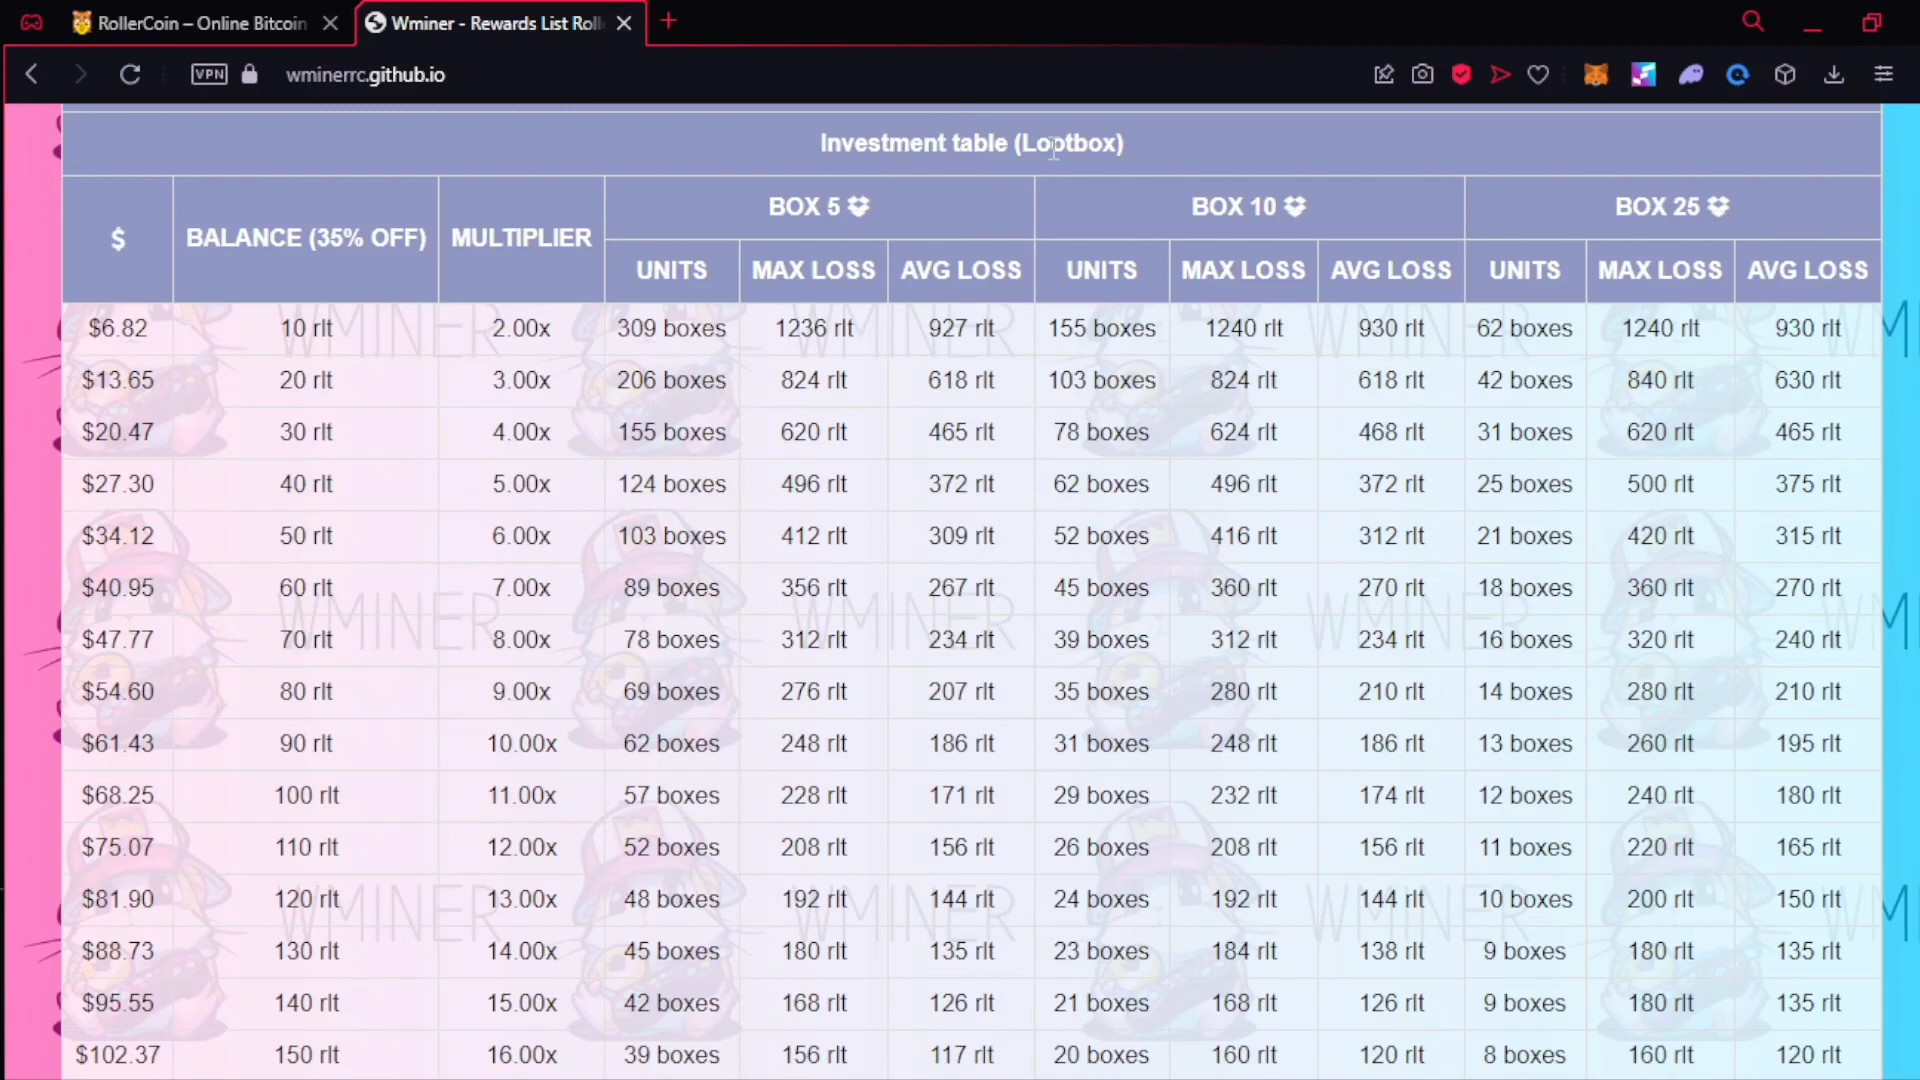 RollerCoin – Online Bitcoin
Wminer - Rewards List Roll
VPN wminerrc.github.io
Investment table (Lootbox)
$ BALANCE (35% OFF) MULTIPLIER BOX 5 BOX 10 BOX 25
UNITS MAX LOSS AVG LOSS UNITS MAX LOSS AVG LOSS UNITS MAX LOSS AVG LOSS
$6.82 10 rlt 2.00x 309 boxes 1236 rlt 927 rlt 155 boxes 1240 rlt 930 rlt 62 boxes 1240 rlt 930 rlt
$13.65 20 rlt 3.00x 206 boxes 824 rlt 618 rlt 103 boxes 824 rlt 618 rlt 42 boxes 840 rlt 630 rlt
$20.47 30 rlt 4.00x 155 boxes 620 rlt 465 rlt 78 boxes 624 rlt 468 rlt 31 boxes 620 rlt 465 rlt
$27.30 40 rlt 5.00x 124 boxes 496 rlt 372 rlt 62 boxes 496 rlt 372 rlt 25 boxes 500 rlt 375 rlt
$34.12 50 rlt 6.00x 103 boxes 412 rlt 309 rlt 52 boxes 416 rlt 312 rlt 21 boxes 420 rlt 315 rlt
$40.95 60 rlt 7.00x 89 boxes 356 rlt 267 rlt 45 boxes 360 rlt 270 rlt 18 boxes 360 rlt 270 rlt
$47.77 70 rlt 8.00x 78 boxes 312 rlt 234 rlt 39 boxes 312 rlt 234 rlt 16 boxes 320 rlt 240 rlt
$54.60 80 rlt 9.00x 69 boxes 276 rlt 207 rlt 35 boxes 280 rlt 210 rlt 14 boxes 280 rlt 210 rlt
$61.43 90 rlt 10.00x 62 boxes 248 rlt 186 rlt 31 boxes 248 rlt 186 rlt 13 boxes 260 rlt 195 rlt
$68.25 100 rlt 11.00x 57 boxes 228 rlt 171 rlt 29 boxes 232 rlt 174 rlt 12 boxes 240 rlt 180 rlt
$75.07 110 rlt 12.00x 52 boxes 208 rlt 156 rlt 26 boxes 208 rlt 156 rlt 11 boxes 220 rlt 165 rlt
$81.90 120 rlt 13.00x 48 boxes 192 rlt 144 rlt 24 boxes 192 rlt 144 rlt 10 boxes 200 rlt 150 rlt
$88.73 130 rlt 14.00x 45 boxes 180 rlt 135 rlt 23 boxes 184 rlt 138 rlt 9 boxes 180 rlt 135 rlt
$95.55 140 rlt 15.00x 42 boxes 168 rlt 126 rlt 21 boxes 168 rlt 126 rlt 9 boxes 180 rlt 135 rlt
$102.37 150 rlt 16.00x 39 boxes 156 rlt 117 rlt 20 boxes 160 rlt 120 rlt 8 boxes 160 rlt 120 rlt
WMINER WMINER WMINER
WMINER WMINER WMINER
WMINER WMINER WMINER